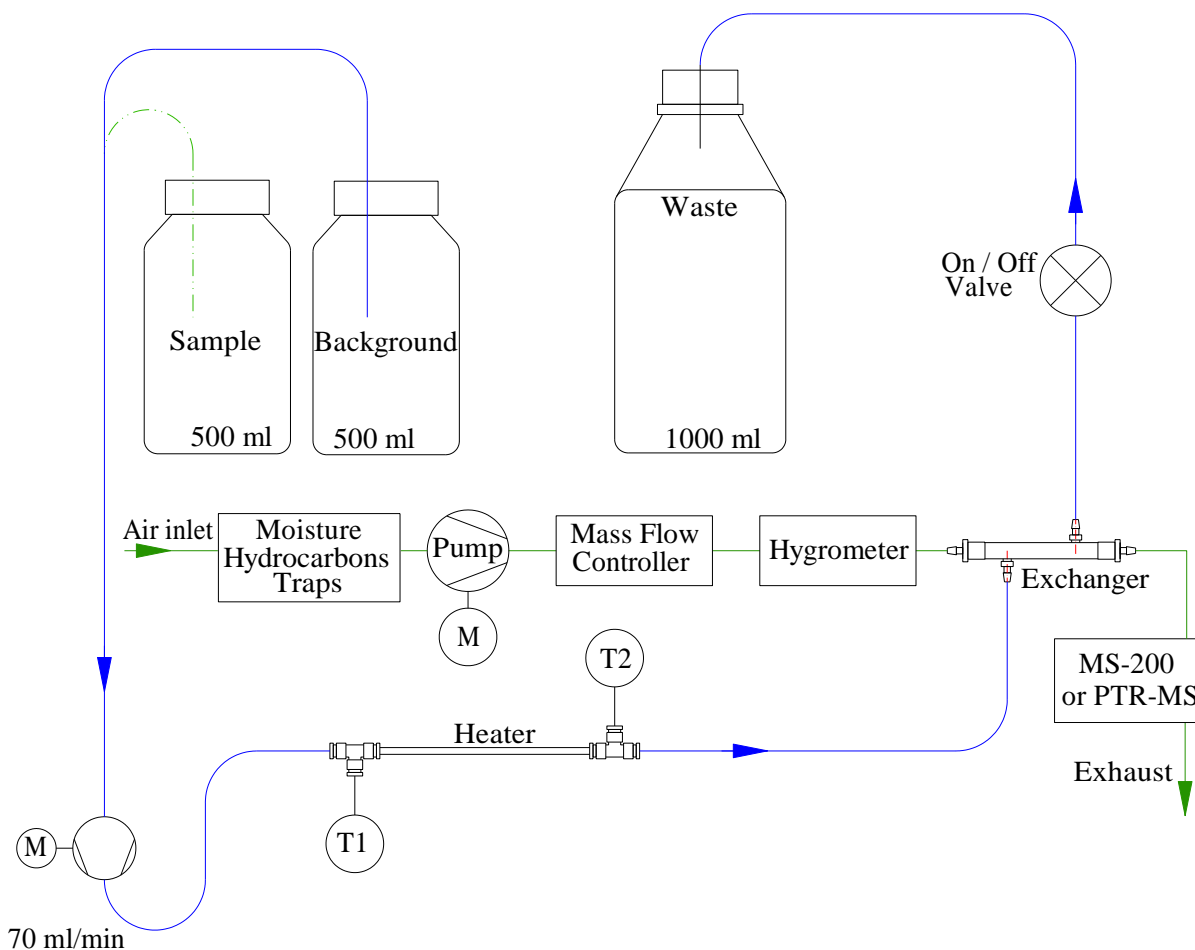 Sample
500 ml
Background
500 ml
Waste
1000 ml
On / Off
Valve
Air inlet
Moisture
Hydrocarbons
Traps
Pump
M
Mass Flow
Controller
Hygrometer
Exchanger
MS-200
or PTR-MS
Exhaust
T2
Heater
T1
M
70 ml/min